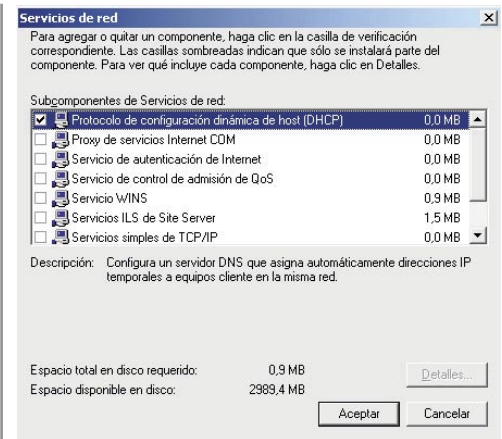 Servicios de red
Para agregar o quitar un componente, haga clic en la casilla de verificación
correspondiente. Las casillas sombreadas indican que sólo se instalará parte del
componente. Para ver qué incluye cada componente, haga clic en Detalles.
Subcomponentes de Servicios de red:
Protocolo de configuración dinámica de host (DHCP) 0,0 MB
Proxy de servicios Internet COM 0,0 MB
Servicio de autenticación de Internet 0,0 MB
Servicio de control de admisión de QoS 0,0 MB
Servicio WINS 0,9 MB
Servicios ILS de Site Server 1,5 MB
Servicios simples de TCP/IP 0,0 MB
Descripción: Configura un servidor DNS que asigna automáticamente direcciones IP
temporales a equipos cliente en la misma red.
Espacio total en disco requerido: 0,9 MB
Detalles...
Espacio disponible en disco: 2989,4 MB
Aceptar Cancelar